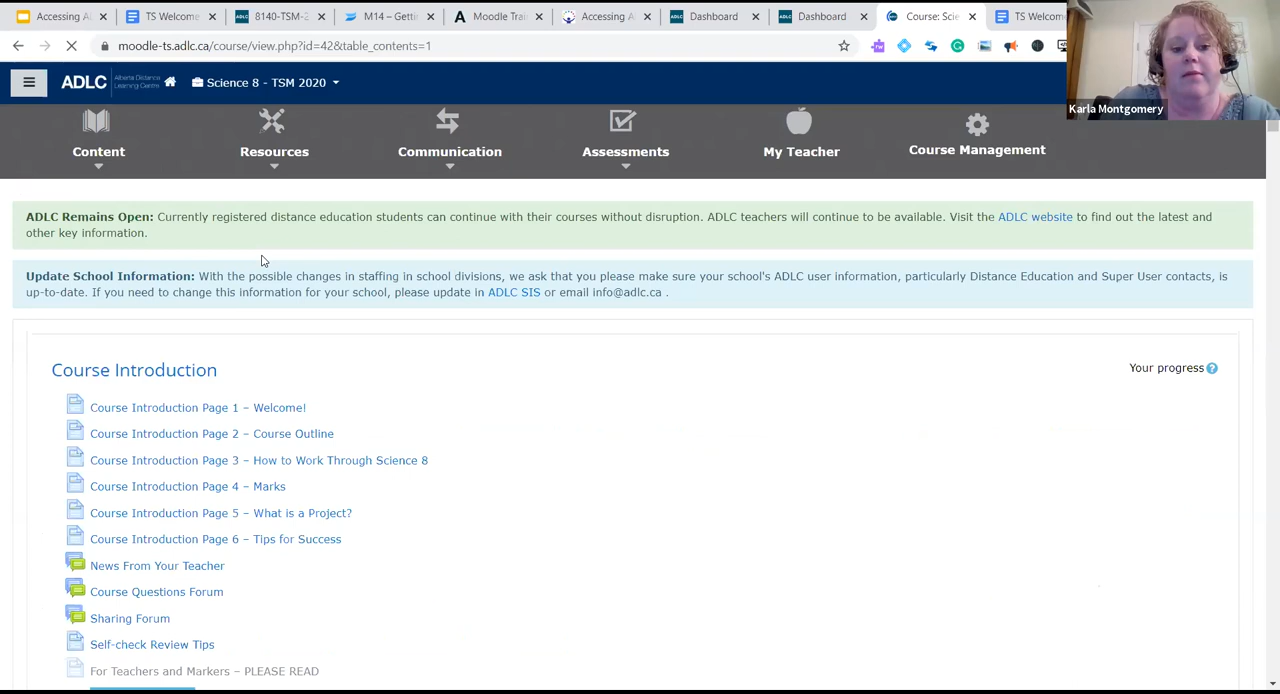 Accessing A
TS Welcome
8140-TSM-2
M14 – Getti
Moodle Trai
Accessing A
Dashboard
Dashboard
Course: Scie
TS Welcom
moodle-ts.adlc.ca/course/view.php?id=42&table_contents=1
Karla Montgomery
ADLC Alberta Distance Learning Centre Science 8 - TSM 2020
Content
Resources
Communication
Assessments
My Teacher
Course Management
ADLC Remains Open: Currently registered distance education students can continue with their courses without disruption. ADLC teachers will continue to be available. Visit the ADLC website to find out the latest and
other key information.
Update School Information: With the possible changes in staffing in school divisions, we ask that you please make sure your school's ADLC user information, particularly Distance Education and Super User contacts, is
up-to-date. If you need to change this information for your school, please update in ADLC SIS or email info@adlc.ca .
Course Introduction
Your progress
Course Introduction Page 1 – Welcome!
Course Introduction Page 2 – Course Outline
Course Introduction Page 3 – How to Work Through Science 8
Course Introduction Page 4 – Marks
Course Introduction Page 5 – What is a Project?
Course Introduction Page 6 – Tips for Success
News From Your Teacher
Course Questions Forum
Sharing Forum
Self-check Review Tips
For Teachers and Markers – PLEASE READ